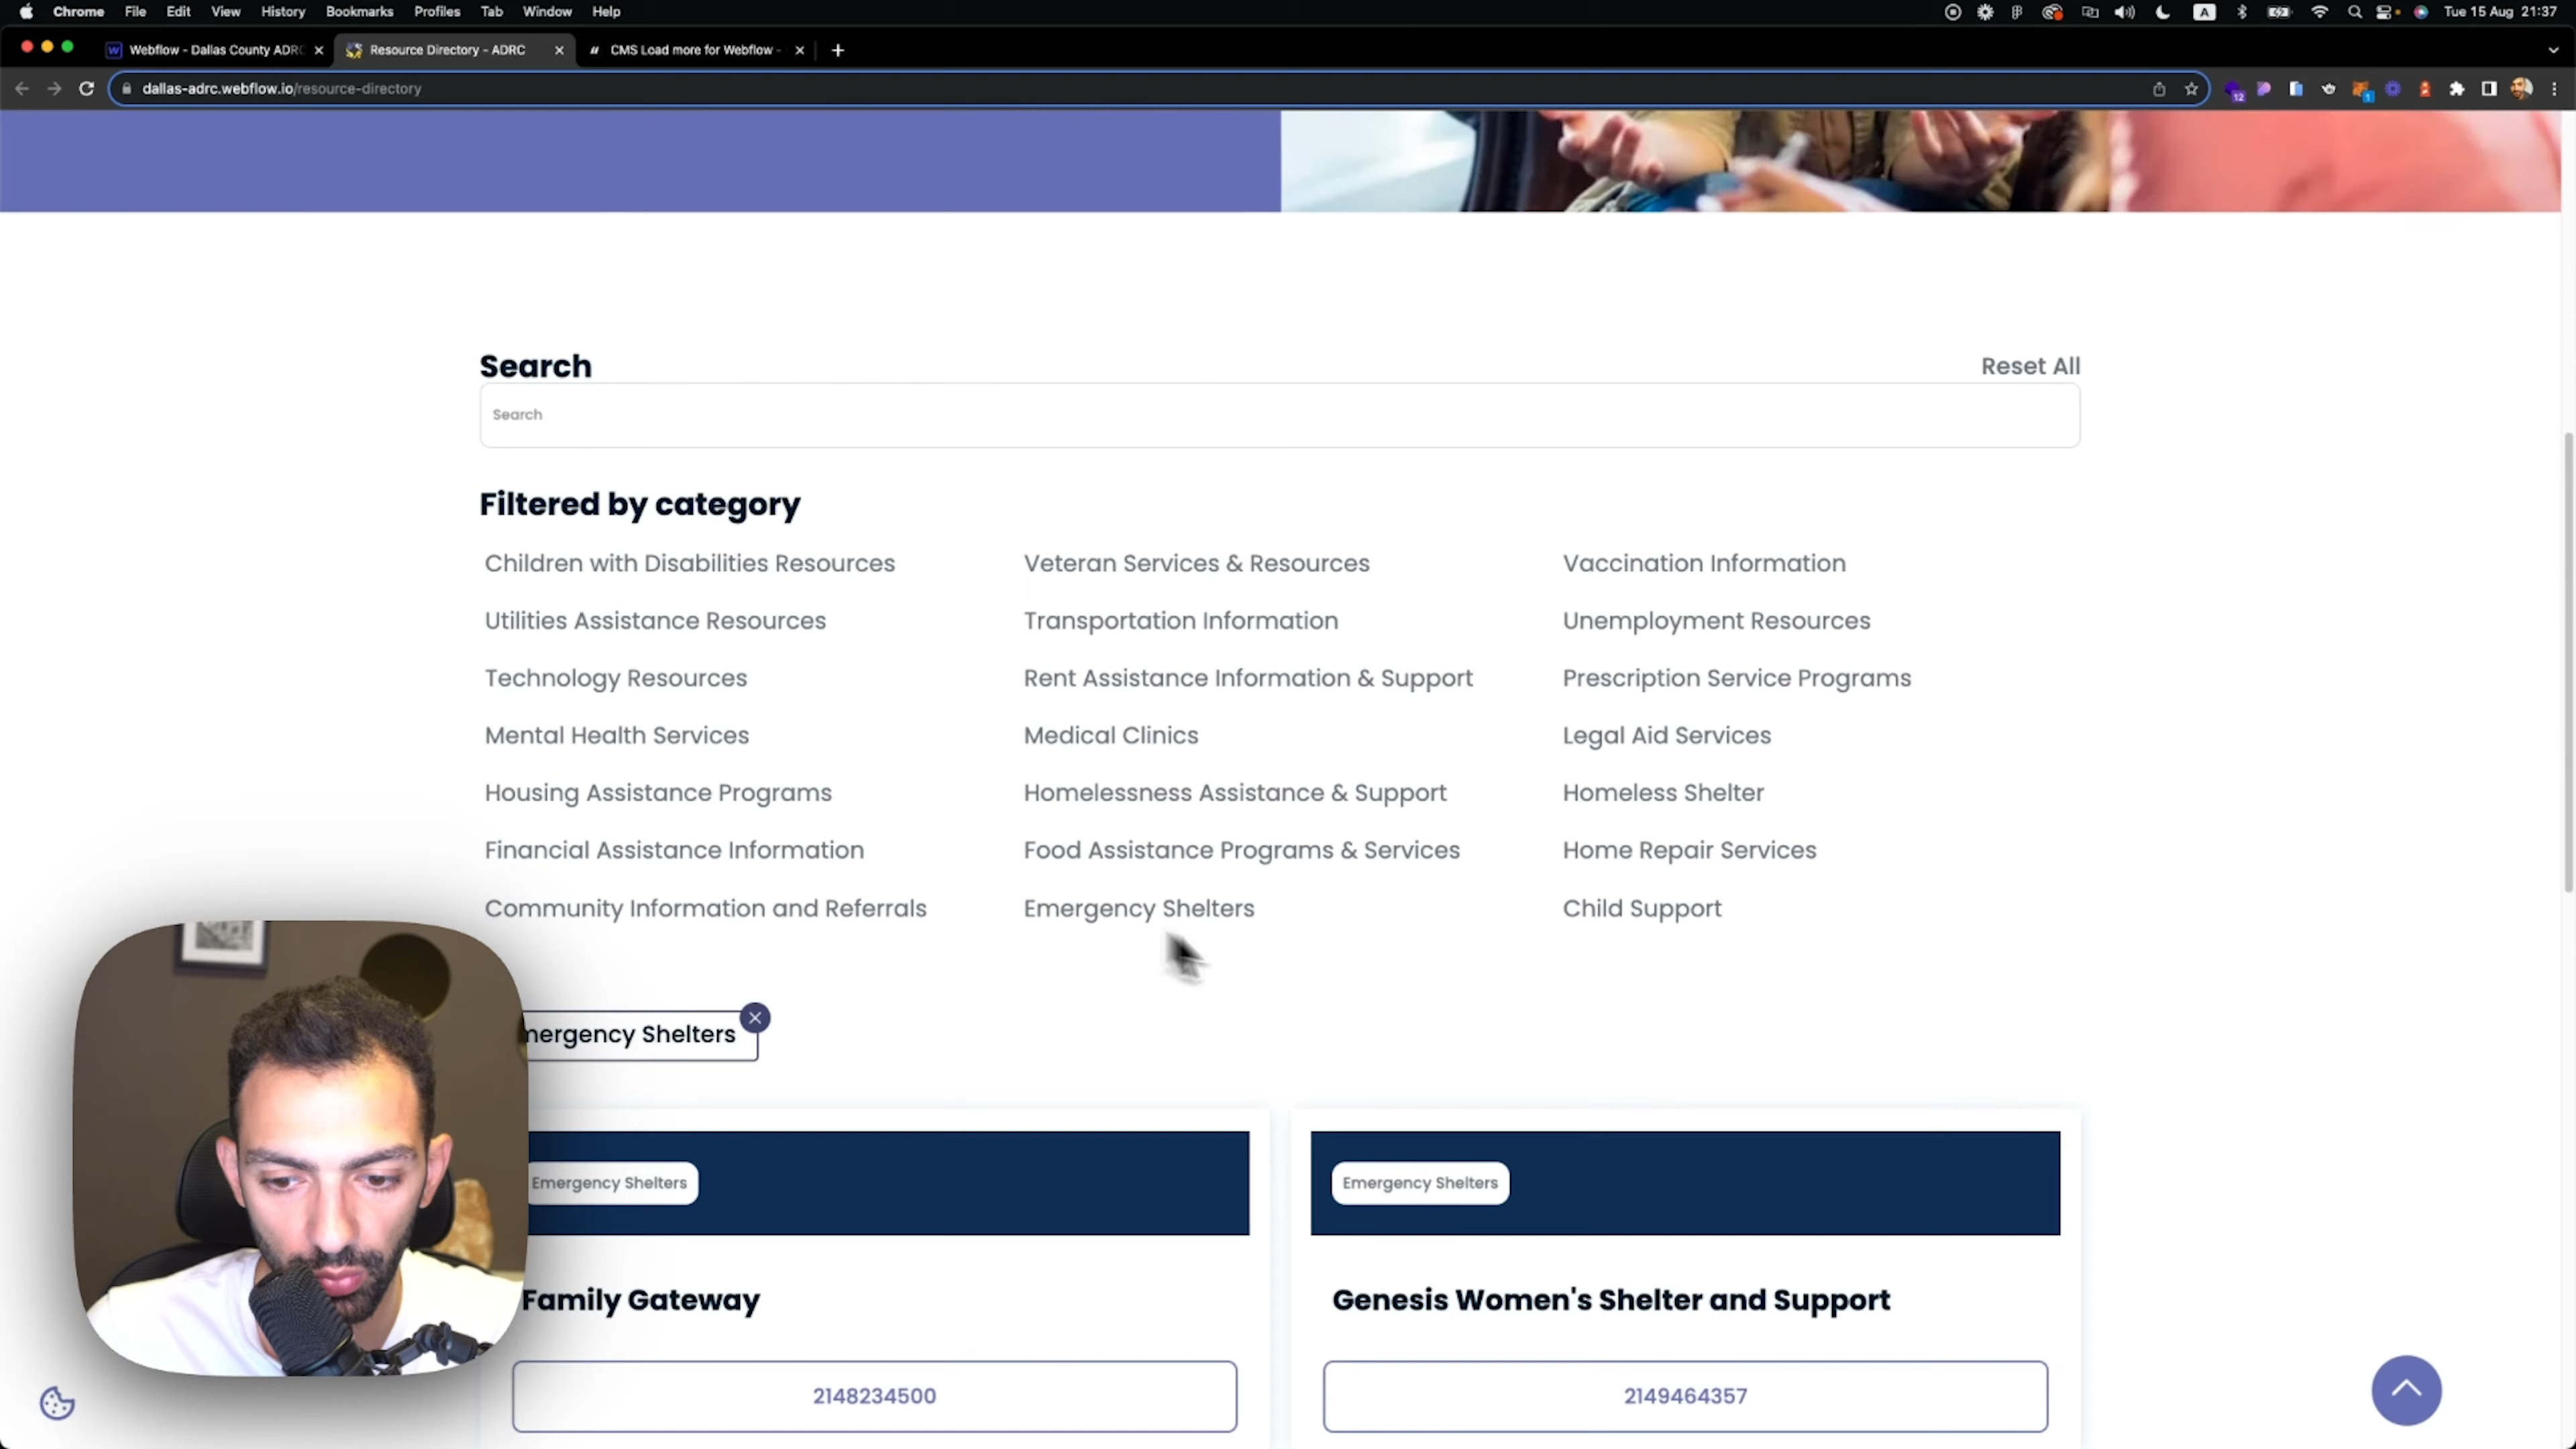 Chrome File Edit View History Bookmarks Profiles Tab Window Help
A Tue 15 Aug 21:37
Webflow - Dallas County ADRC
Resource Directory - ADRC
CMS Load more for Webflow -
dallas-adrc.webflow.io/resource-directory
12
1
Search
Reset All
Search
Filtered by category
Children with Disabilities Resources
Veteran Services & Resources
Vaccination Information
Utilities Assistance Resources
Transportation Information
Unemployment Resources
Technology Resources
Rent Assistance Information & Support
Prescription Service Programs
Mental Health Services
Medical Clinics
Legal Aid Services
Housing Assistance Programs
Homelessness Assistance & Support
Homeless Shelter
Financial Assistance Information
Food Assistance Programs & Services
Home Repair Services
Community Information and Referrals
Emergency Shelters
Child Support
mergency Shelters
Emergency Shelters
Emergency Shelters
Family Gateway
Genesis Women's Shelter and Support
2148234500
2149464357